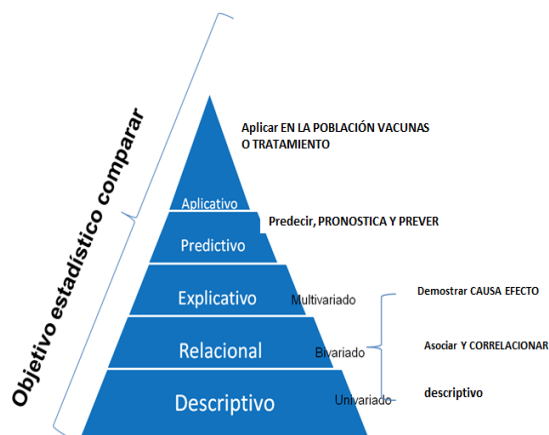 Objetivo estadístico comparar
Aplicar EN LA POBLACIÓN VACUNAS
O TRATAMIENTO
Aplicativo
Predecir, PRONOSTICA Y PREVER
Predictivo
Explicativo
Multivariado
Demostrar CAUSA EFECTO
Relacional
Bivariado
Asociar Y CORRELACIONAR
Descriptivo
Univariado
descriptivo